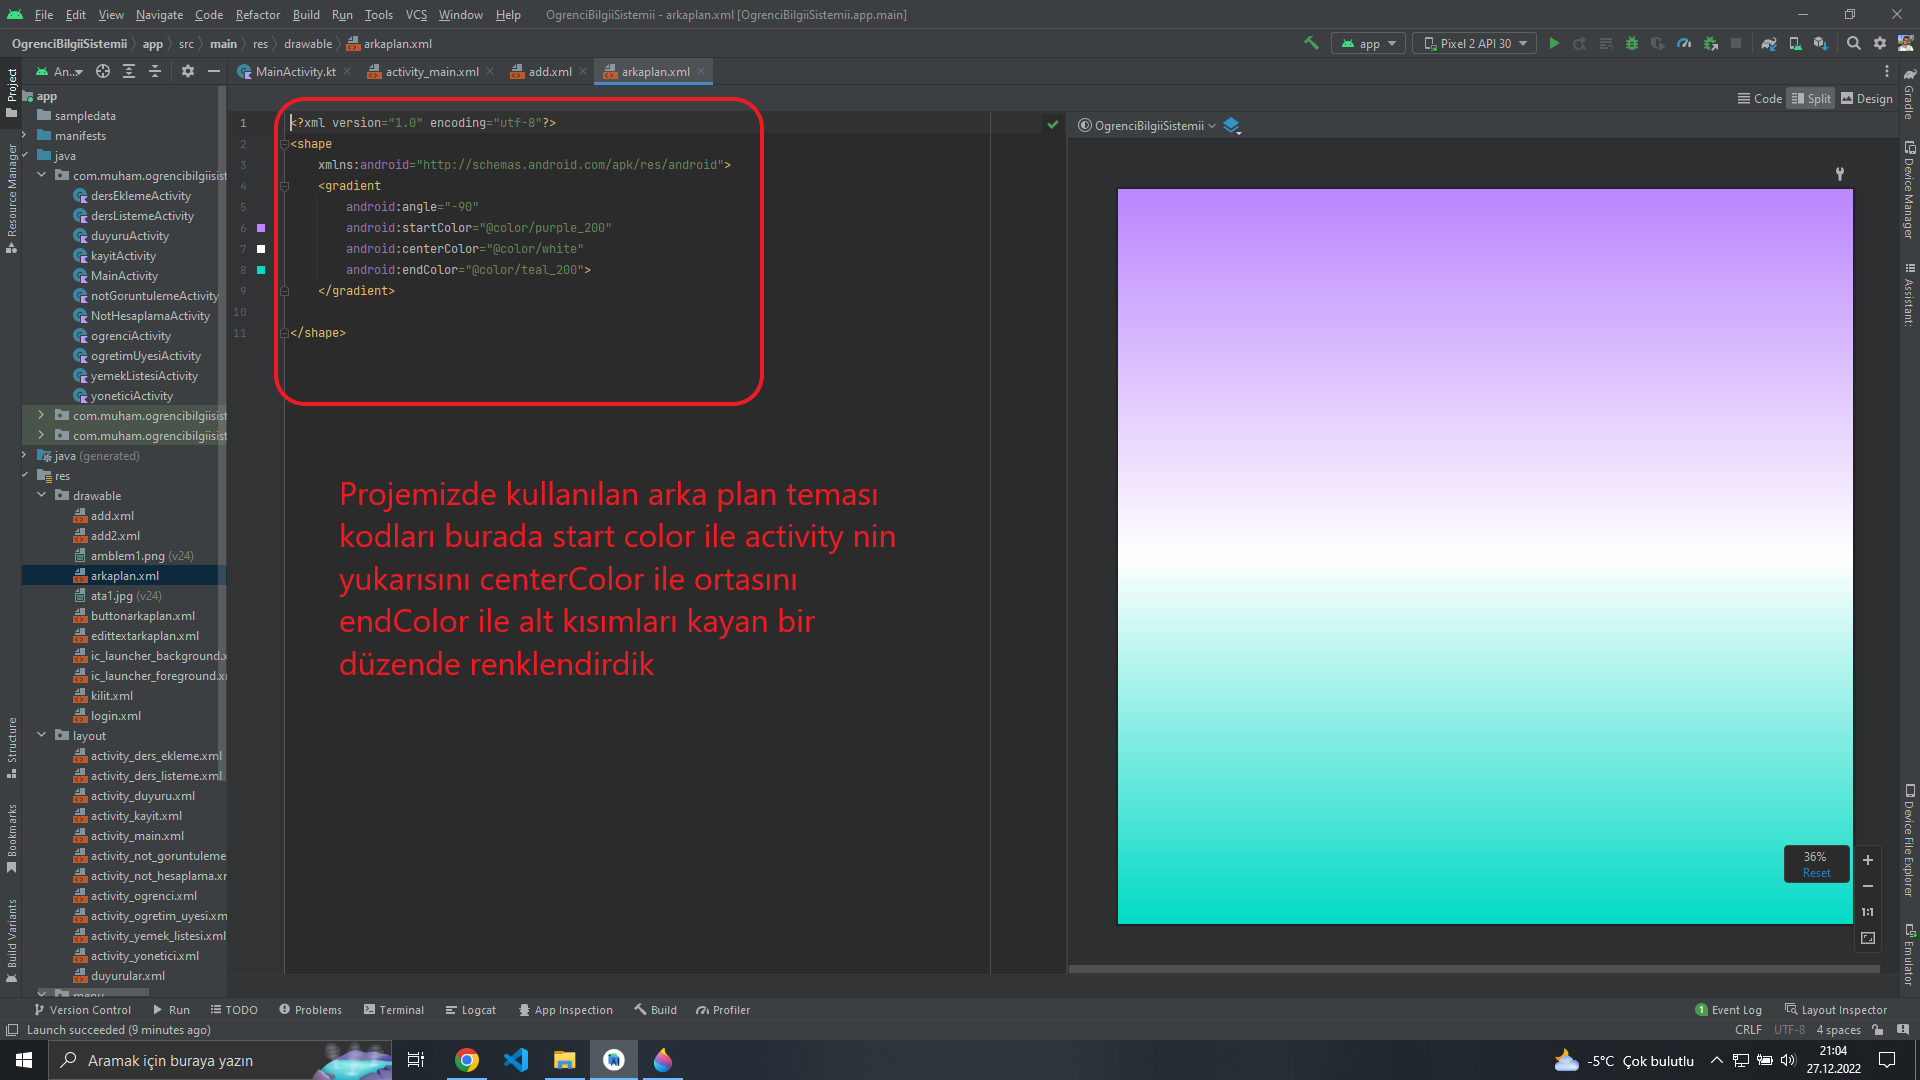 File Edit View Navigate Code Refactor Build Run Tools VCS Window Help OgrenciBilgiiSistemii - arkaplan.xml [OgrenciBilgiiSistemii.app.main]
OgrenciBilgiiSistemii app src main res drawable arkaplan.xml app Pixel 2 API 30
An... MainActivity.kt activity_main.xml add.xml arkaplan.xml
Code Split Design
OgrenciBilgiiSistemii
Project
Resource Manager
Structure
Bookmarks
Build Variants
app
sampledata
manifests
java
com.muham.ogrencibilgiisist
dersEklemeActivity
dersListemeActivity
duyuruActivity
kayitActivity
MainActivity
notGoruntulemeActivity
NotHesaplamaActivity
ogrenciActivity
ogretimUyesiActivity
yemekListesiActivity
yoneticiActivity
com.muham.ogrencibilgiisist
com.muham.ogrencibilgiisist
java (generated)
res
drawable
add.xml
add2.xml
amblem1.png (v24)
arkaplan.xml
ata1.jpg (v24)
buttonarkaplan.xml
edittextarkaplan.xml
ic_launcher_background.x
ic_launcher_foreground.x
kilit.xml
login.xml
layout
activity_ders_ekleme.xml
activity_ders_listeme.xml
activity_duyuru.xml
activity_kayit.xml
activity_main.xml
activity_not_goruntuleme
activity_not_hesaplama.xr
activity_ogrenci.xml
activity_ogretim_uyesi.xm
activity_yemek_listesi.xml
activity_yonetici.xml
duyurular.xml
menu
1 <?xml version="1.0" encoding="utf-8"?>
2 <shape
3 xmlns:android="http://schemas.android.com/apk/res/android">
4 <gradient
5 android:angle="-90"
6 android:startColor="@color/purple_200"
7 android:centerColor="@color/white"
8 android:endColor="@color/teal_200">
9 </gradient>
10
11 </shape>
Projemizde kullanılan arka plan teması
kodları burada start color ile activity nin
yukarısını centerColor ile ortasını
endColor ile alt kısımları kayan bir
düzende renklendirdik
36%
Reset
1:1
Gradle
Device Manager
Assistant:
Device File Explorer
Emulator
Version Control Run TODO Problems Terminal Logcat App Inspection Build Profiler 1 Event Log Layout Inspector
Launch succeeded (9 minutes ago) CRLF UTF-8 4 spaces
Aramak için buraya yazın -5°C Çok bulutlu 21:04
27.12.2022